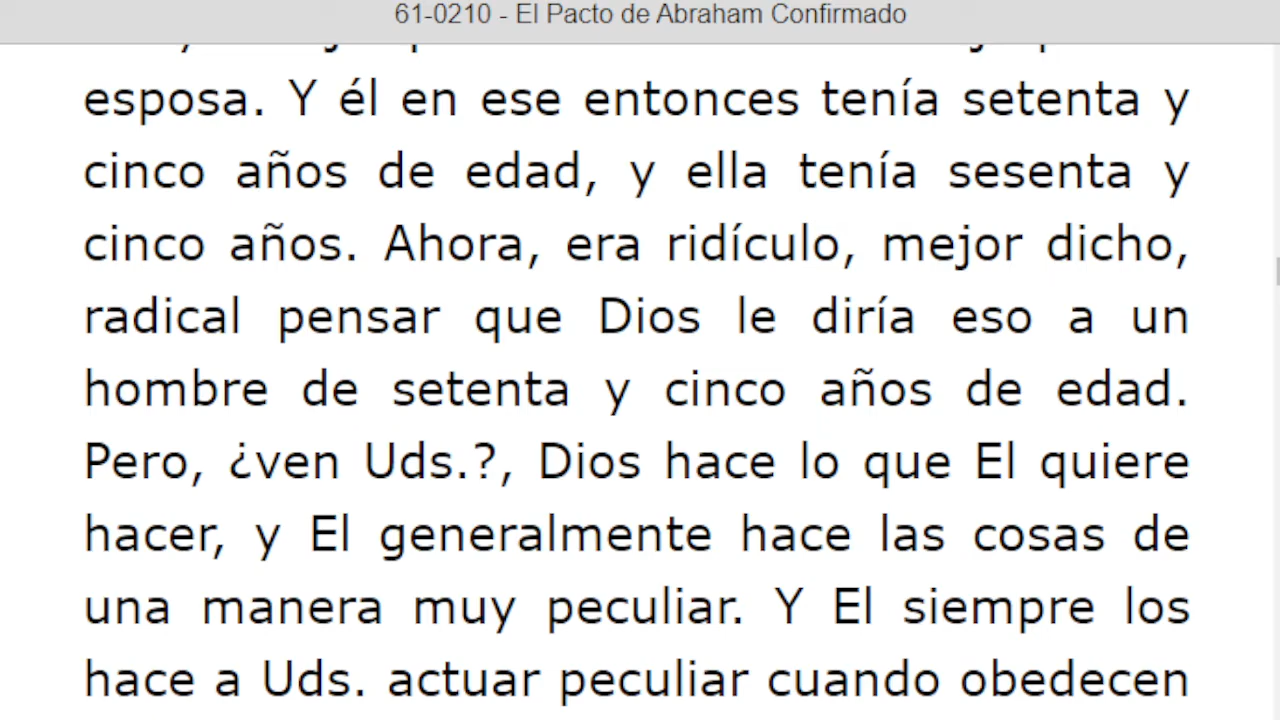 61-0210 - El Pacto de Abraham Confirmado
esposa. Y él en ese entonces tenía setenta y
cinco años de edad, y ella tenía sesenta y
cinco años. Ahora, era ridículo, mejor dicho,
radical pensar que Dios le diría eso a un
hombre de setenta y cinco años de edad.
Pero, ¿ven Uds.?, Dios hace lo que El quiere
hacer, y El generalmente hace las cosas de
una manera muy peculiar. Y El siempre los
hace a Uds. actuar peculiar cuando obedecen